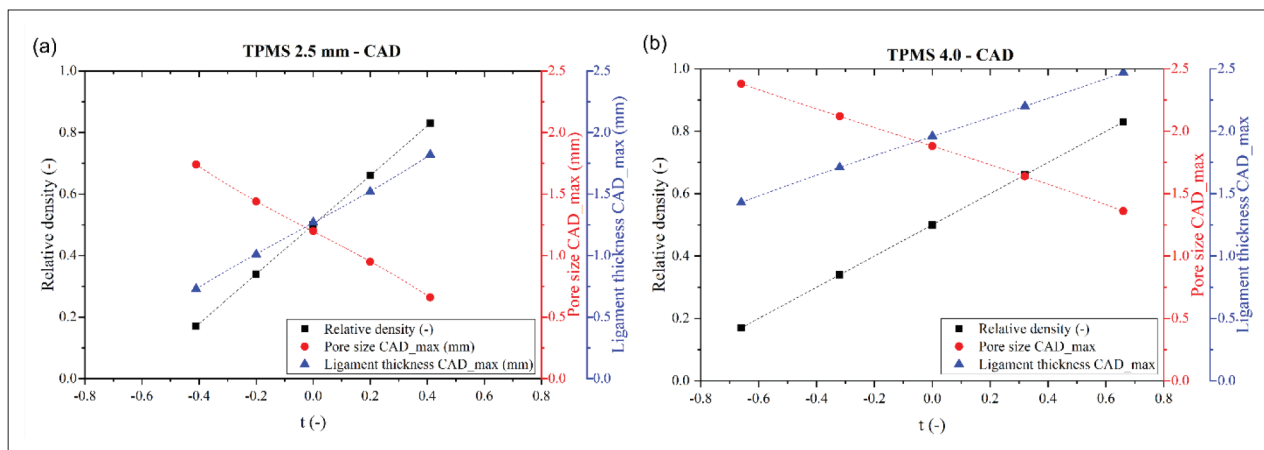 (a)
TPMS 2.5 mm - CAD
1.0
0.8
0.6
0.4
0.2
0.0
Relative density (-)
-0.8 -0.6 -0.4 -0.2 0.0 0.2 0.4 0.6 0.8
t (-)
2.5
2.0
1.5
1.0
0.5
0.0
Pore size CAD_max (mm)
2.5
2.0
1.5
1.0
0.5
0.0
Ligament thickness CAD_max (mm)
Relative density (-)
Pore size CAD_max (mm)
Ligament thickness CAD_max (mm)
(b)
TPMS 4.0 - CAD
1.0
0.8
0.6
0.4
0.2
0.0
Relative density (-)
-0.8 -0.6 -0.4 -0.2 0.0 0.2 0.4 0.6 0.8
t (-)
2.5
2.0
1.5
1.0
0.5
0.0
Pore size CAD_max
2.5
2.0
1.5
1.0
0.5
0.0
Ligament thickness CAD_max
Relative density (-)
Pore size CAD_max
Ligament thickness CAD_max